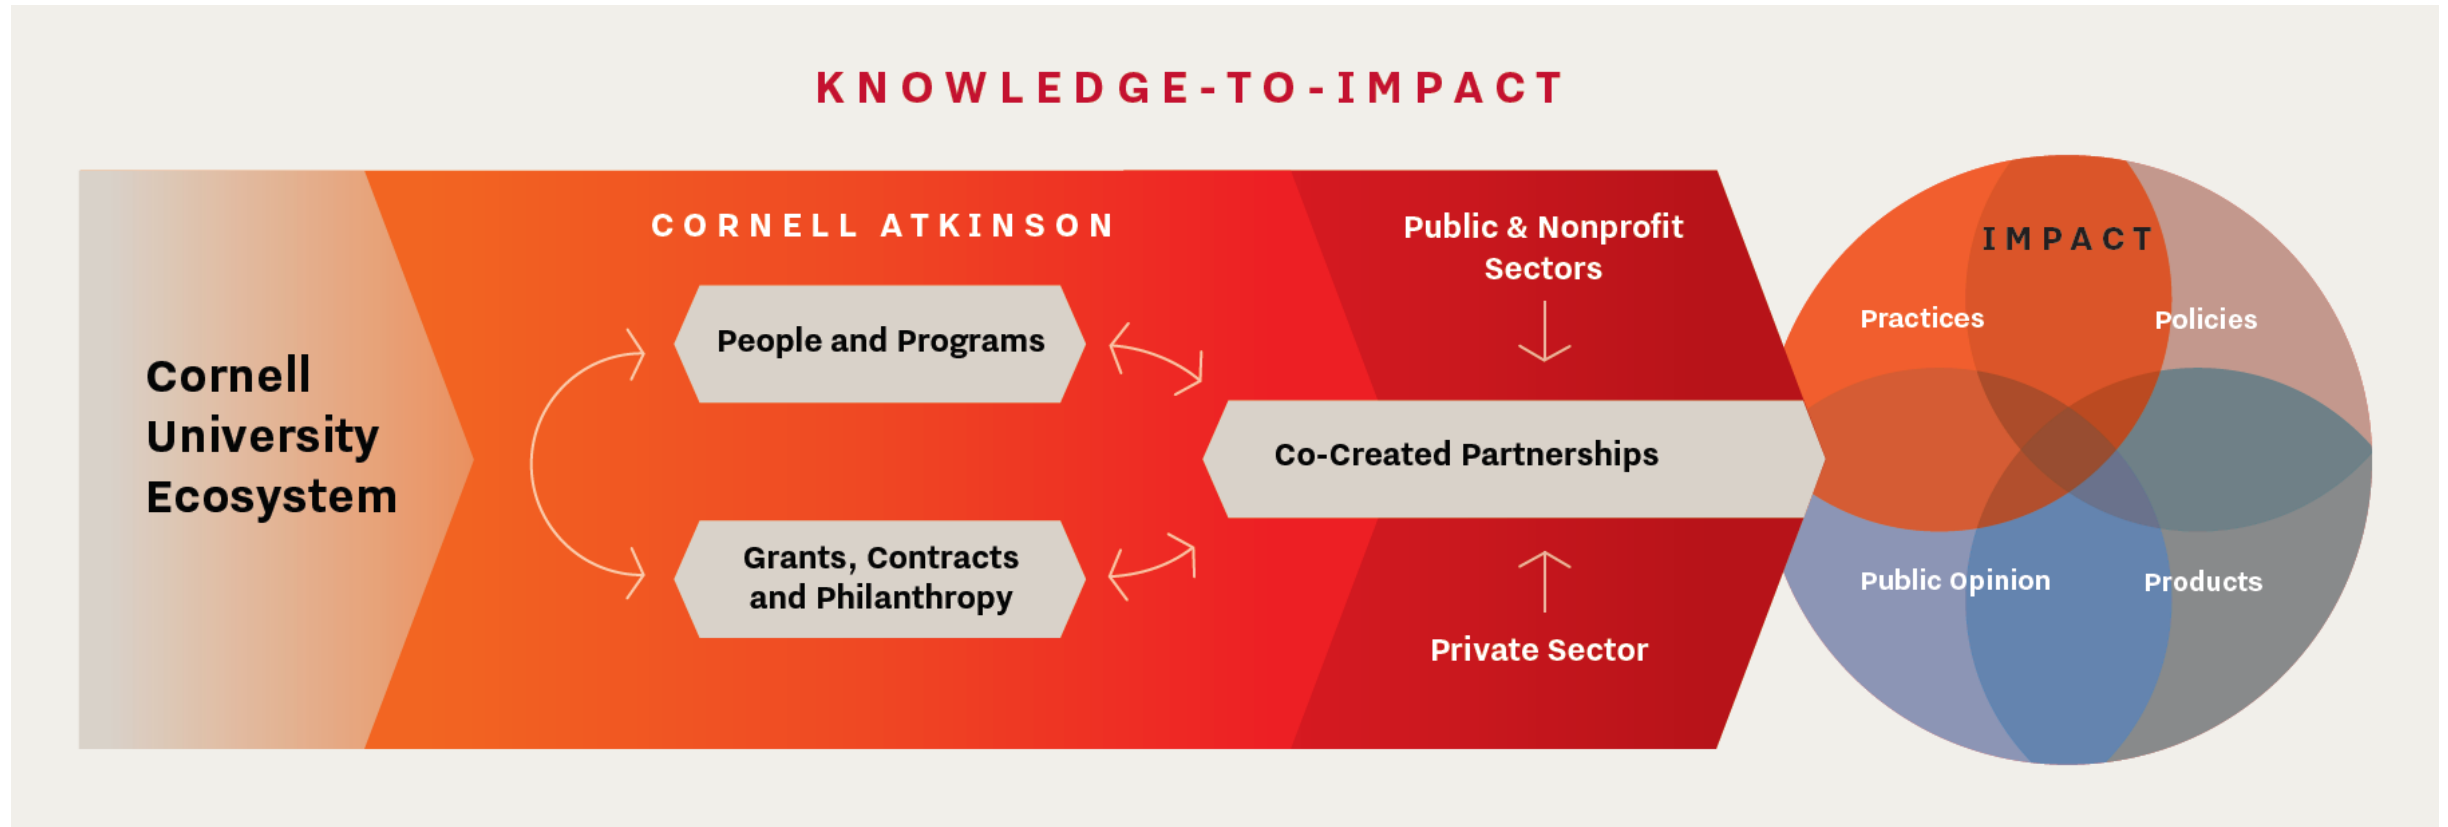 KNOWLEDGE-TO-IMPACT
Cornell
University
Ecosystem
CORNELL ATKINSON
People and Programs
Grants, Contracts
and Philanthropy
Public & Nonprofit
Sectors
Co-Created Partnerships
Private Sector
IMPACT
Practices
Policies
Public Opinion
Products